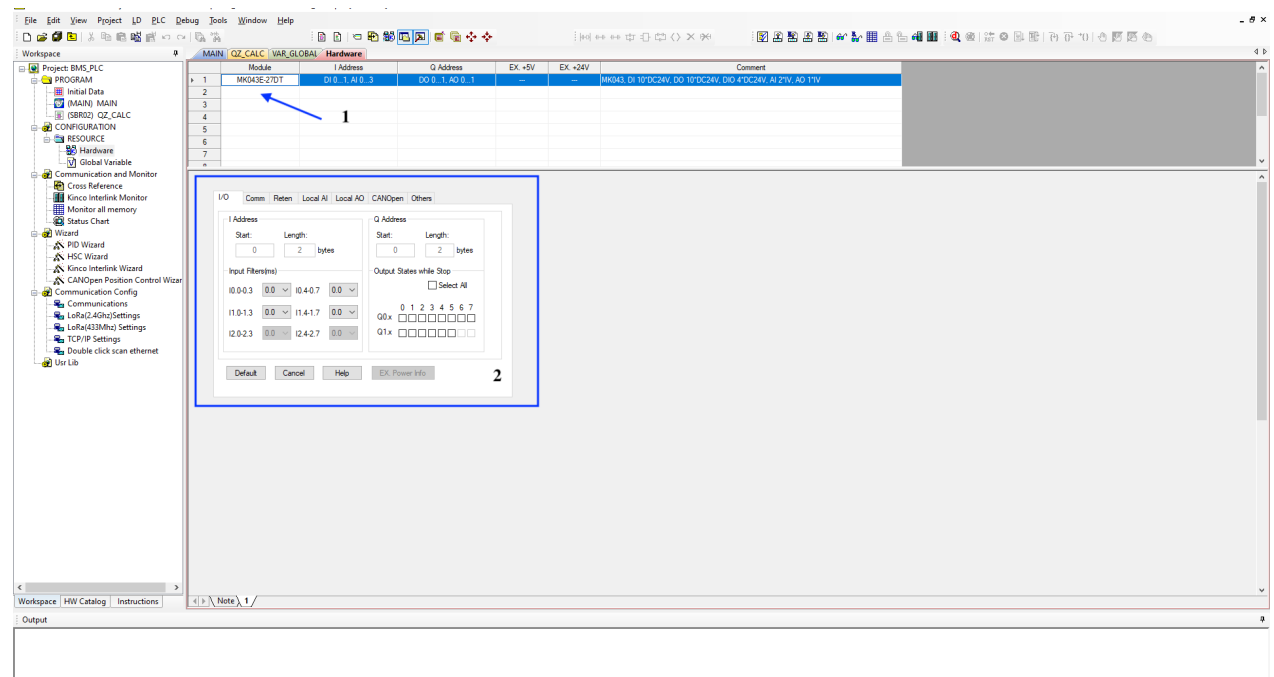 File Edit View Project LD PLC Debug Tools Window Help
Workspace
MAIN QZ_CALC VAR_GLOBAL Hardware
Project: BMS_PLC
PROGRAM
Initial Data
(MAIN) MAIN
(SBR02) QZ_CALC
CONFIGURATION
RESOURCE
Hardware
Global Variable
Communication and Monitor
Cross Reference
Kinco Interlink Monitor
Monitor all memory
Status Chart
Wizard
PID Wizard
HSC Wizard
Kinco Interlink Wizard
CANOpen Position Control Wizar
Communication Config
Communications
LoRa(2.4Ghz)Settings
LoRa(433Mhz) Settings
TCP/IP Settings
Double click scan ethernet
Usr Lib
Workspace HW Catalog Instructions
Module I Address Q Address EX. +5V EX. +24V Comment
1 MK043E-27DT DI 0...1, AI 0...3 DO 0...1, AO 0...1 --- --- MK043, DI 10*DC24V, DO 10*DC24V, DIO 4*DC24V, AI 2*IV, AO 1*IV
2
3
4
5
6
7
1
I/O Comm Reten Local AI Local AO CANOpen Others
I Address
Start: Length:
0 2 bytes
Input Filters(ms)
I0.0-0.3 0.0 I0.4-0.7 0.0
I1.0-1.3 0.0 I1.4-1.7 0.0
I2.0-2.3 0.0 I2.4-2.7 0.0
Q Address
Start: Length:
0 2 bytes
Output States while Stop
Select All
0 1 2 3 4 5 6 7
Q0.x
Q1.x
Default Cancel Help EX. Power Info
2
Note 1
Output